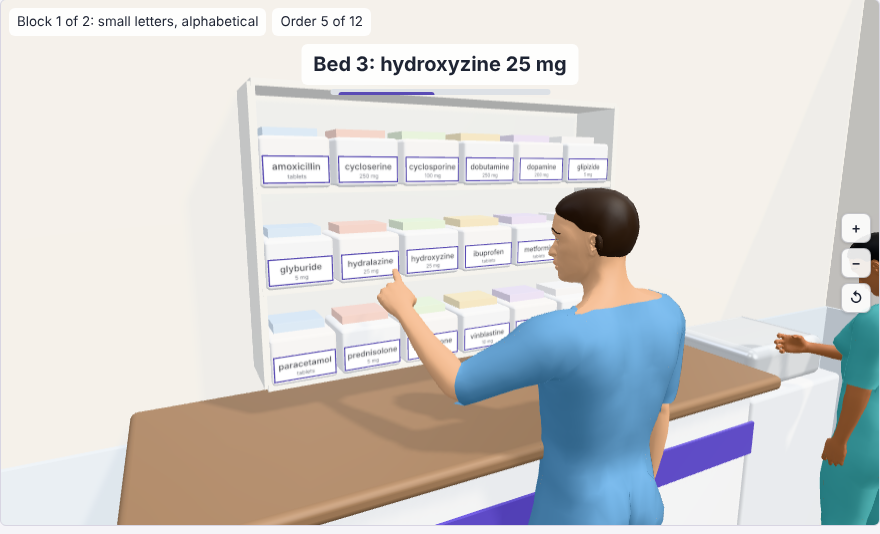 Block 1 of 2: small letters, alphabetical
Order 5 of 12
Bed 3: hydroxyzine 25 mg
amoxicillin
tablets
cycloserine
250 mg
cyclosporine
100 mg
dobutamine
250 mg
dopamine
glipizide
5 mg
glyburide
5 mg
hydralazine
25 mg
hydroxyzine
25 mg
ibuprofen
tablets
paracetamol
tablets
prednisolone
5 mg
vinblastine
10 mg
+
−